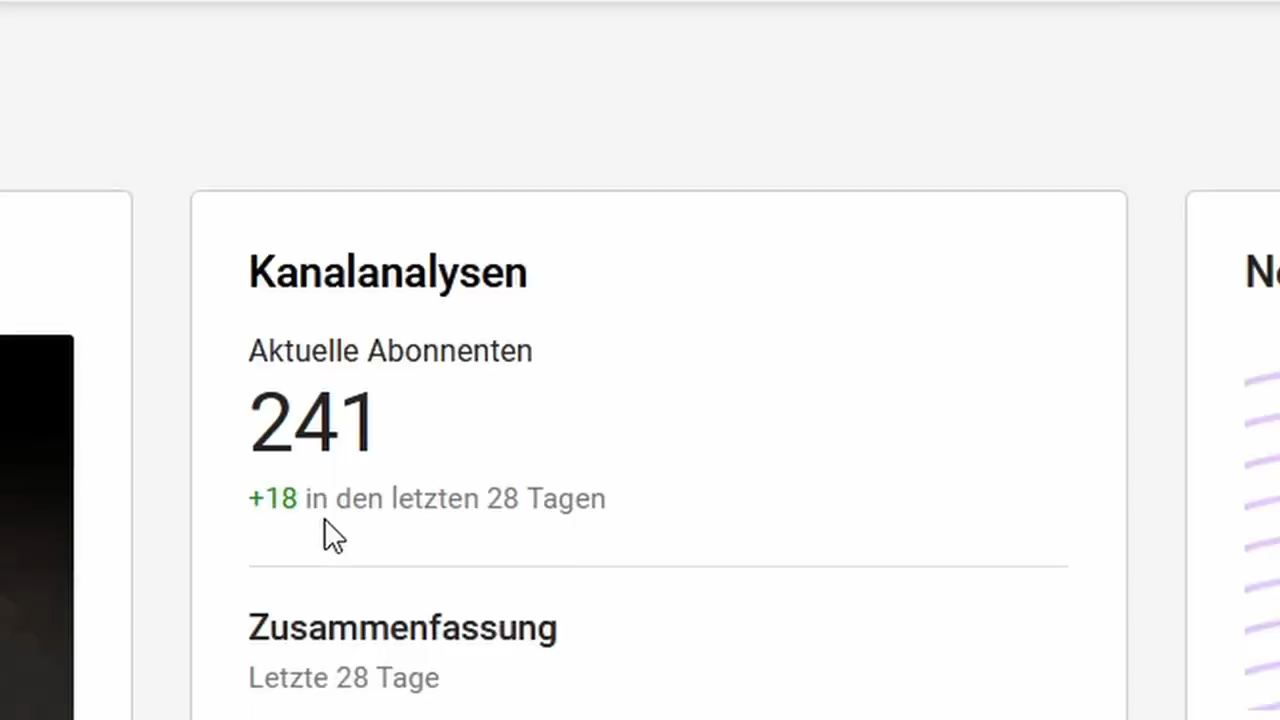 Kanalanalysen
Aktuelle Abonnenten
241
+18 in den letzten 28 Tagen
Zusammenfassung
Letzte 28 Tage